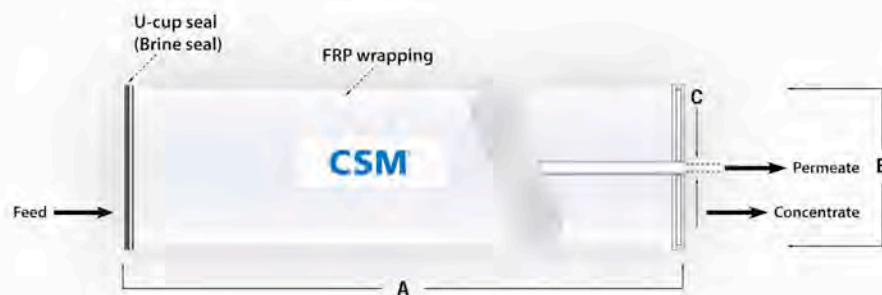 U-cup seal
(Brine seal)
FRP wrapping
C
CSM
Permeate
B
Feed
Concentrate
A